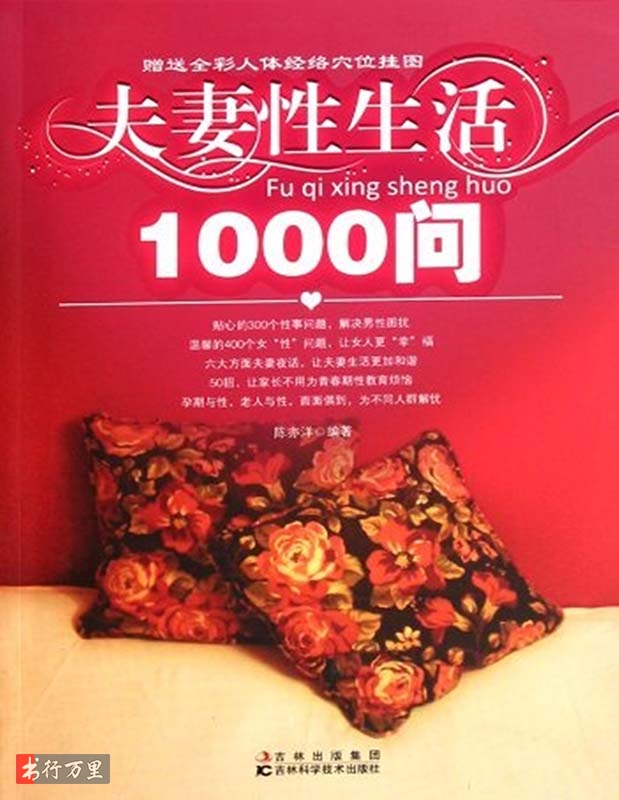 赠送全彩人体经络穴位挂图
夫妻性生活
Fu qi xing sheng huo
1000问
贴心的300个性事问题，解决男性困扰
温馨的400个女“性”问题，让女人更“幸”福
六大方面夫妻夜话，让夫妻生活更加和谐
50招，让家长不用为青春期性教育烦恼
孕期与性，老人与性，面面俱到，为不同人群解忧
陈亦洋◎编著
吉林出版集团
JC 吉林科学技术出版社
书行万里